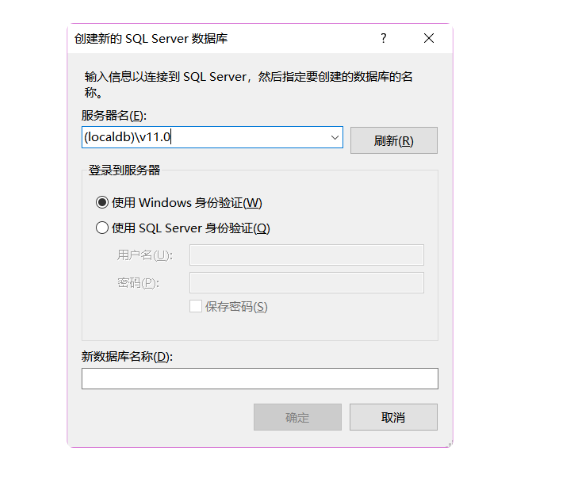 创建新的 SQL Server 数据库
?
输入信息以连接到 SQL Server，然后指定要创建的数据库的名
称。
服务器名(E):
(localdb)\v11.0
刷新(R)
登录到服务器
使用 Windows 身份验证(W)
使用 SQL Server 身份验证(Q)
用户名(U):
密码(P):
保存密码(S)
新数据库名称(D):
确定
取消